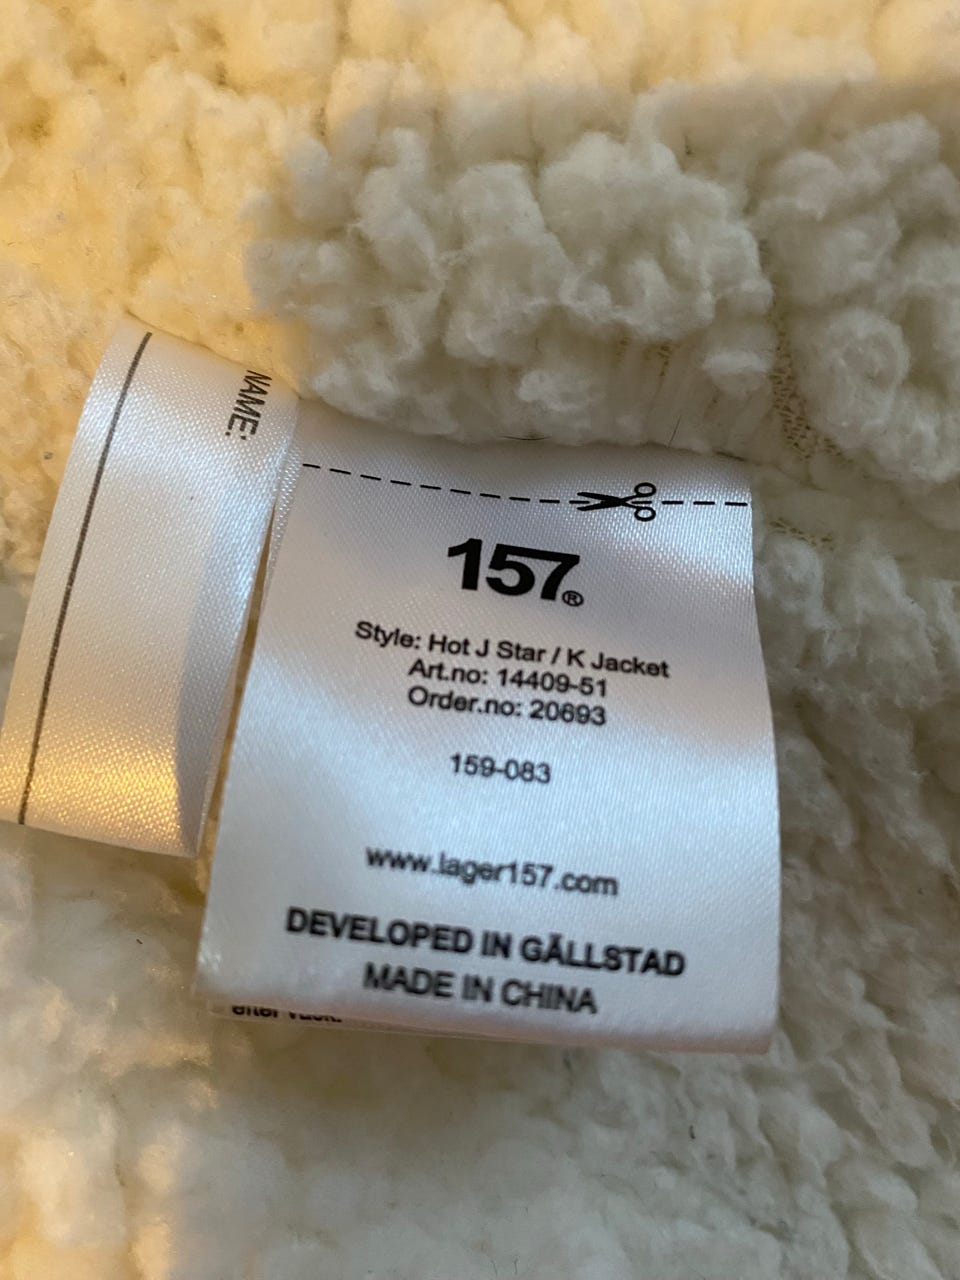 NAME:
157®
Style: Hot J Star / K Jacket
Art.no: 14409-51
Order.no: 20693
159-083
www.lager157.com
DEVELOPED IN GÄLLSTAD
MADE IN CHINA